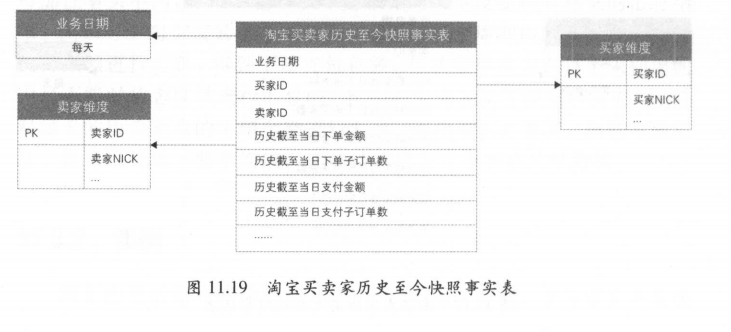 业务日期
每天
卖家维度
PK 卖家ID
卖家NICK
...
淘宝买卖家历史至今快照事实表
业务日期
买家ID
卖家ID
历史截至当日下单金额
历史截至当日下单子订单数
历史截至当日支付金额
历史截至当日支付子订单数
......
买家维度
PK 买家ID
买家NICK
...
图 11.19 淘宝买卖家历史至今快照事实表